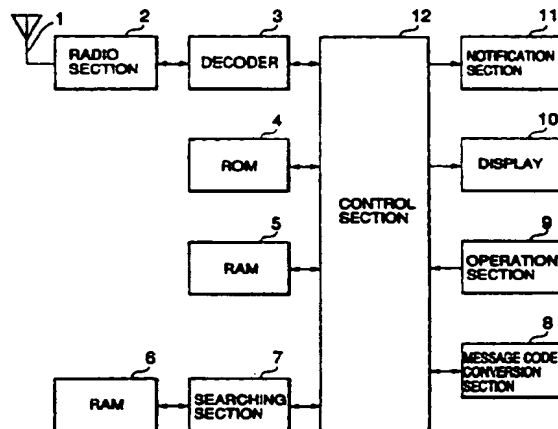 1
2
3
12
11
RADIO
SECTION
DECODER
NOTIFICATION
SECTION
4
10
ROM
DISPLAY
CONTROL
SECTION
5
9
RAM
OPERATION
SECTION
8
MESSAGE CODE
CONVERSION
SECTION
6
7
RAM
SEARCHING
SECTION